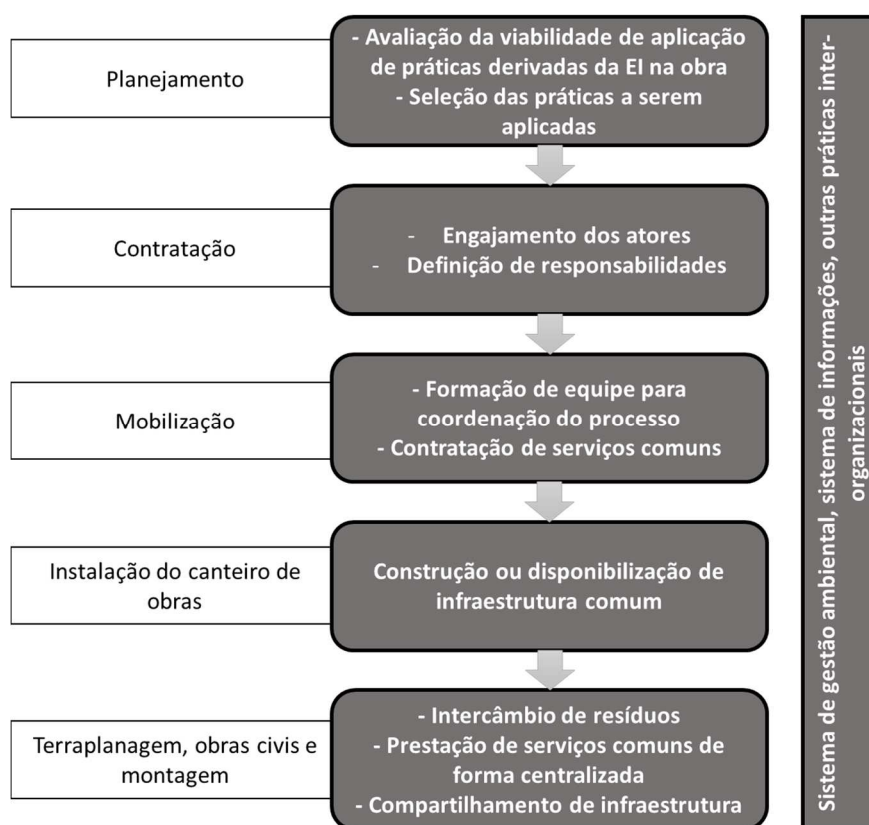 Planejamento
- Avaliação da viabilidade de aplicação
de práticas derivadas da EI na obra
- Seleção das práticas a serem
aplicadas
Contratação
- Engajamento dos atores
- Definição de responsabilidades
Mobilização
- Formação de equipe para
coordenação do processo
- Contratação de serviços comuns
Instalação do canteiro de
obras
Construção ou disponibilização de
infraestrutura comum
Terraplanagem, obras civis e
montagem
- Intercâmbio de resíduos
- Prestação de serviços comuns de
forma centralizada
- Compartilhamento de infraestrutura
Sistema de gestão ambiental, sistema de informações, outras práticas inter-
organizacionais